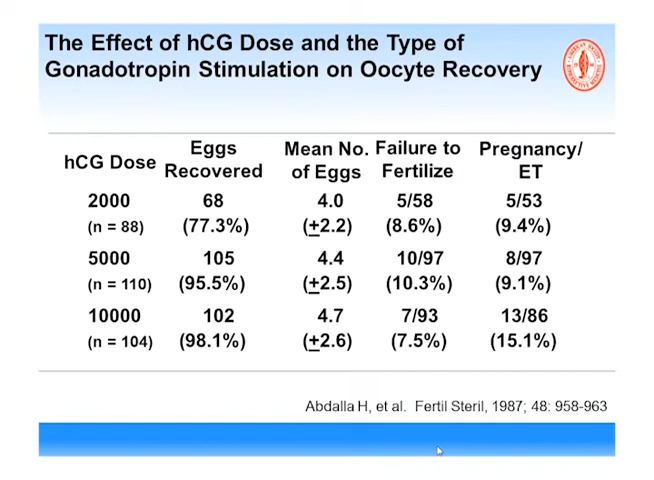 The Effect of hCG Dose and the Type of
Gonadotropin Stimulation on Oocyte Recovery
hCG Dose Eggs Recovered Mean No. of Eggs Failure to Fertilize Pregnancy/ ET
2000 68 4.0 5/58 5/53
(n = 88) (77.3%) (±2.2) (8.6%) (9.4%)
5000 105 4.4 10/97 8/97
(n = 110) (95.5%) (±2.5) (10.3%) (9.1%)
10000 102 4.7 7/93 13/86
(n = 104) (98.1%) (±2.6) (7.5%) (15.1%)
Abdalla H, et al. Fertil Steril, 1987; 48: 958-963